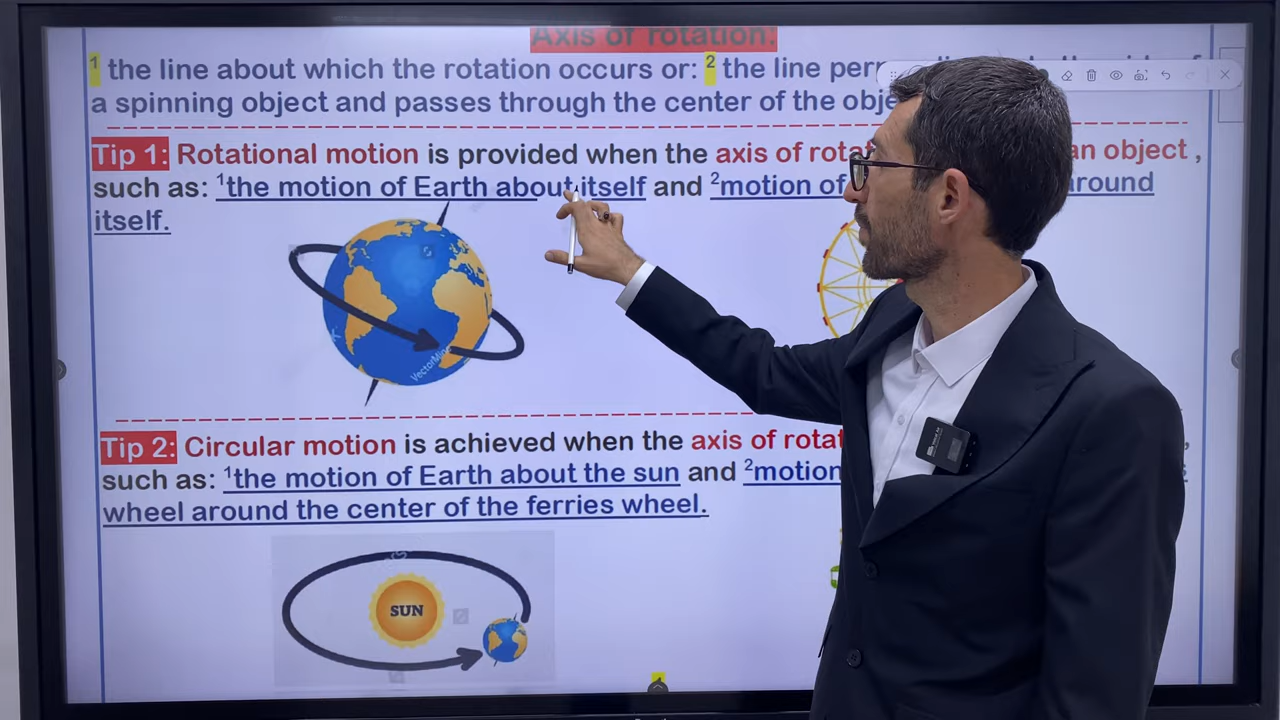 Axis of rotation:
1 the line about which the rotation occurs or: 2 the line
a spinning object and passes through the center of the
Tip 1: Rotational motion is provided when the axis of an object ,
such as: 1the motion of Earth about itself and 2motion of around
itself.
VectorMin
Tip 2: Circular motion is achieved when the axis of
such as: 1the motion of Earth about the sun and 2motion
wheel around the center of the ferries wheel.
SUN